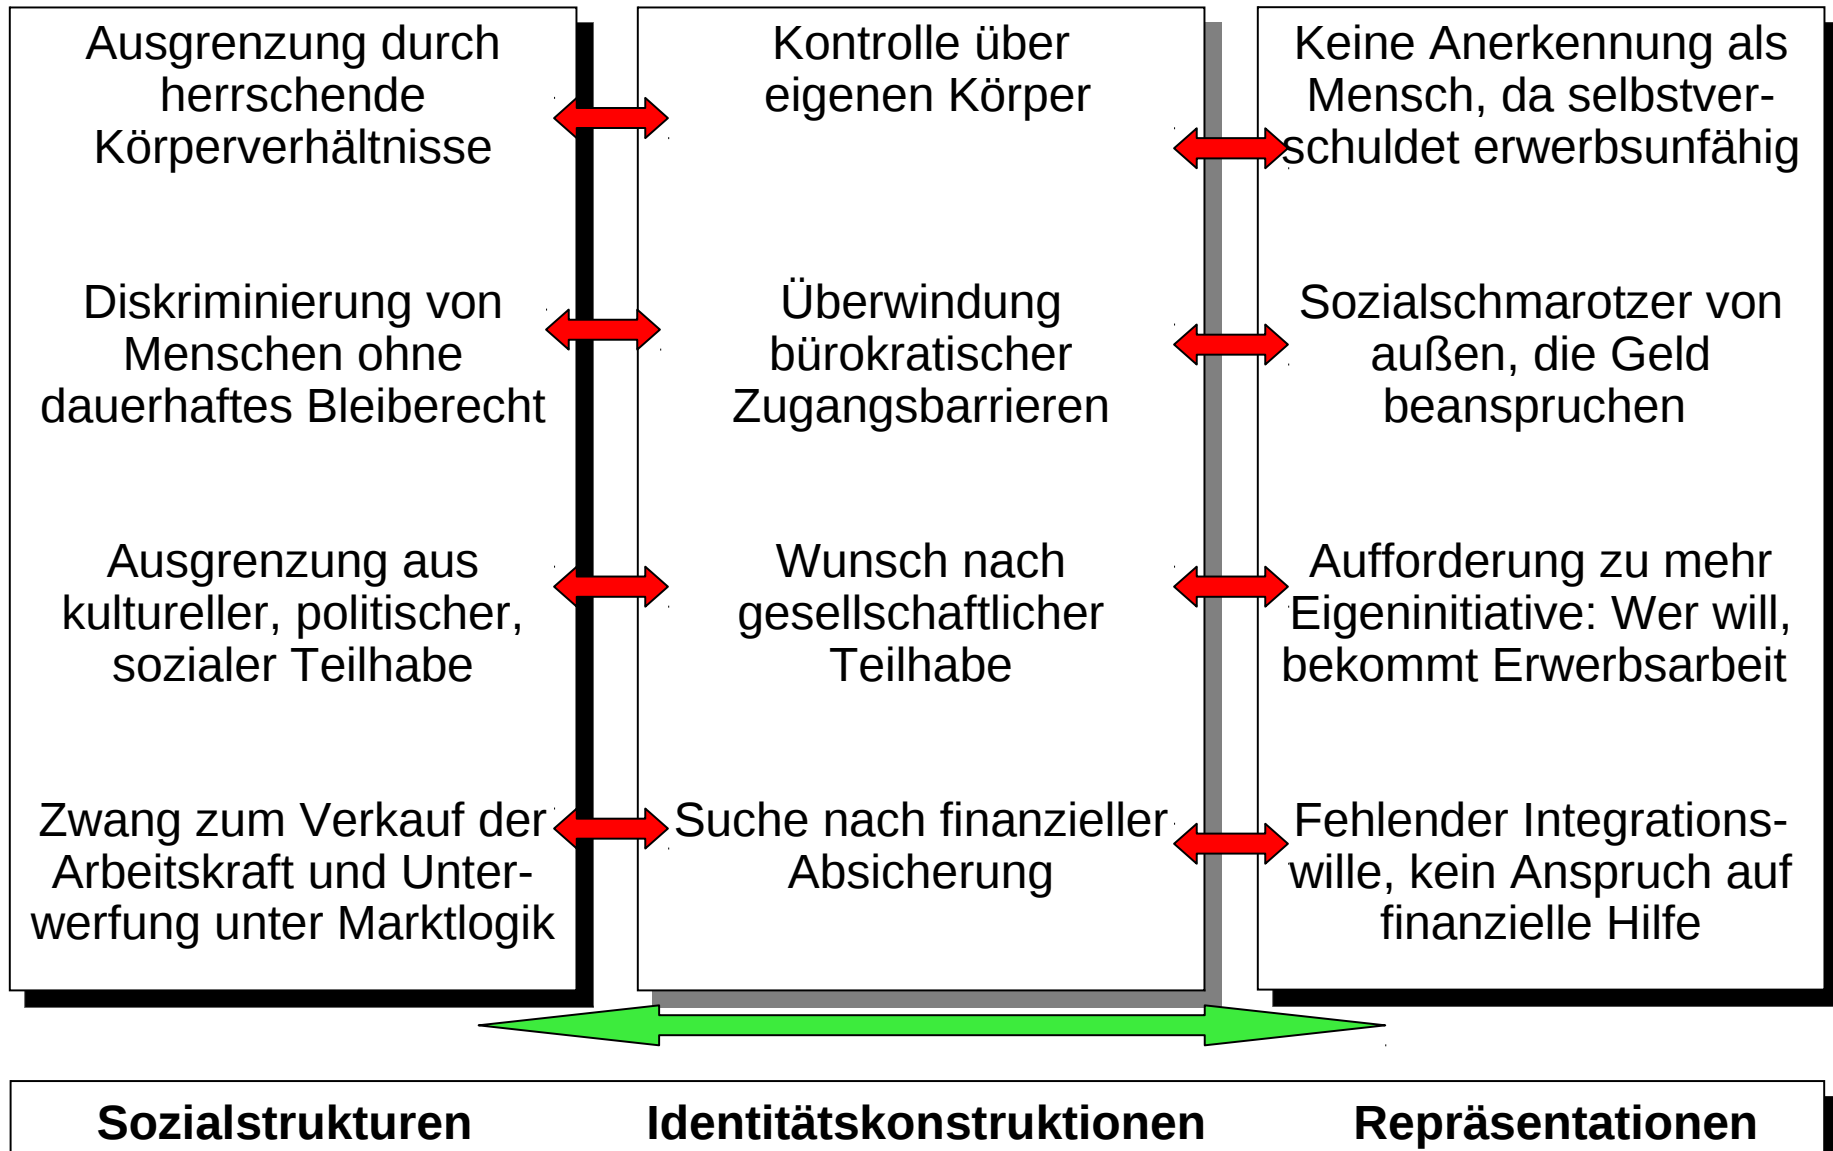 Ausgrenzung durch
herrschende
Körperverhältnisse
Diskriminierung von
Menschen ohne
dauerhaftes Bleiberecht
Ausgrenzung aus
kultureller, politischer,
sozialer Teilhabe
Zwang zum Verkauf der
Arbeitskraft und Unter-
werfung unter Marktlogik
Kontrolle über
eigenen Körper
Überwindung
bürokratischer
Zugangsbarrieren
Wunsch nach
gesellschaftlicher
Teilhabe
Suche nach finanzieller
Absicherung
Keine Anerkennung als
Mensch, da selbstver-
schuldet erwerbsunfähig
Sozialschmarotzer von
außen, die Geld
beanspruchen
Aufforderung zu mehr
Eigeninitiative: Wer will,
bekommt Erwerbsarbeit
Fehlender Integrations-
wille, kein Anspruch auf
finanzielle Hilfe
Sozialstrukturen Identitätskonstruktionen Repräsentationen